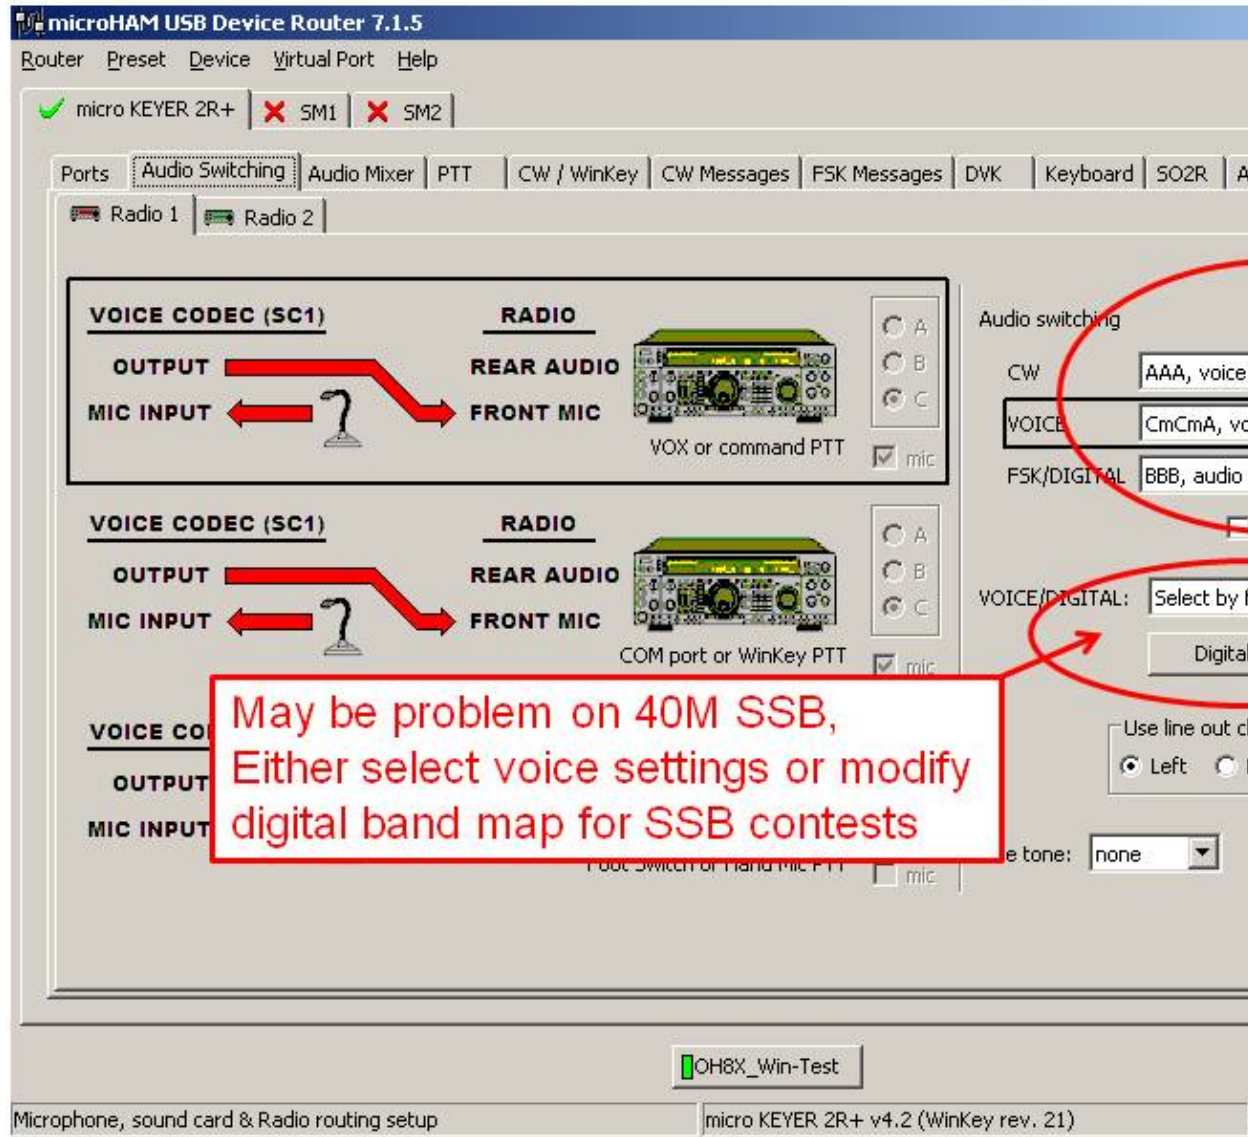 microHAM USB Device Router 7.1.5
Router Preset Device Virtual Port Help
micro KEYER 2R+ SM1 SM2
Ports Audio Switching Audio Mixer PTT CW / WinKey CW Messages FSK Messages DVK Keyboard SO2R A
Radio 1 Radio 2
VOICE CODEC (SC1) RADIO
OUTPUT REAR AUDIO
MIC INPUT FRONT MIC
VOX or command PTT
A
B
C
mic
Audio switching
CW AAA, voice
VOICE CmCmA, vo
FSK/DIGITAL BBB, audio
VOICE CODEC (SC1) RADIO
OUTPUT REAR AUDIO
MIC INPUT FRONT MIC
COM port or WinKey PTT
A
B
C
mic
VOICE/DIGITAL: Select by
Digital
May be problem on 40M SSB,
Either select voice settings or modify
digital band map for SSB contests
VOICE CO
OUTPUT
MIC INPUT
Foot Switch or Hand Mic PTT
mic
Use line out c
Left
e tone: none
OH8X_Win-Test
Microphone, sound card & Radio routing setup
micro KEYER 2R+ v4.2 (WinKey rev. 21)